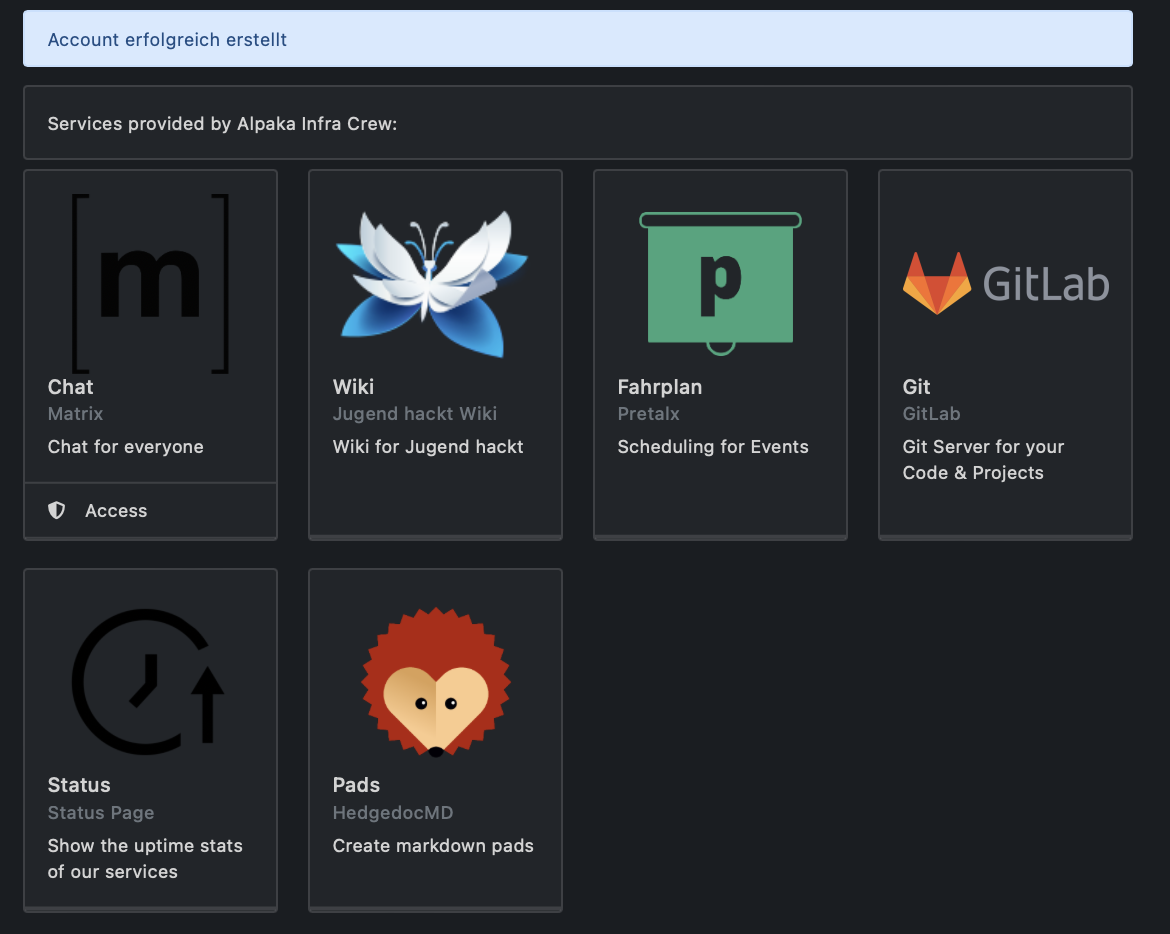 Account erfolgreich erstellt
Services provided by Alpaka Infra Crew:
[m]
Chat
Matrix
Chat for everyone
Access
Wiki
Jugend hackt Wiki
Wiki for Jugend hackt
p
Fahrplan
Pretalx
Scheduling for Events
GitLab
Git
GitLab
Git Server for your
Code & Projects
Status
Status Page
Show the uptime stats
of our services
Pads
HedgedocMD
Create markdown pads